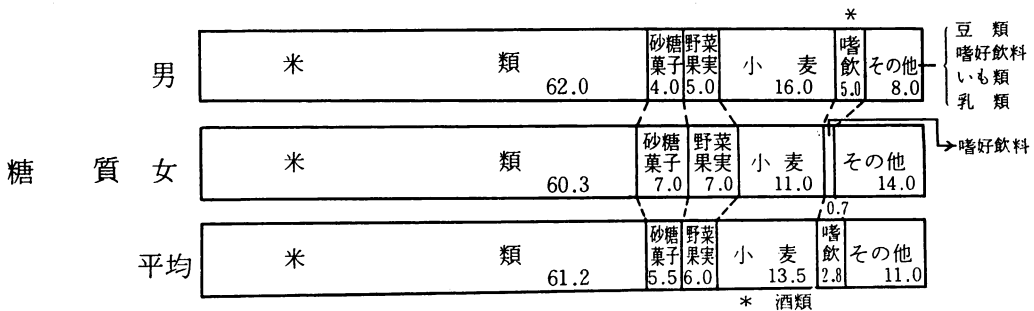 *
男
米 類 62.0
砂糖菓子 4.0
野菜果実 5.0
小 麦 16.0
嗜飲 5.0
その他 8.0
豆 類
嗜好飲料
いも類
乳 類
糖 質
女
米 類 60.3
砂糖菓子 7.0
野菜果実 7.0
小 麦 11.0
0.7
その他 14.0
嗜好飲料
平均
米 類 61.2
砂糖菓子 5.5
野菜果実 6.0
小 麦 13.5
嗜飲 2.8
その他 11.0
* 酒類